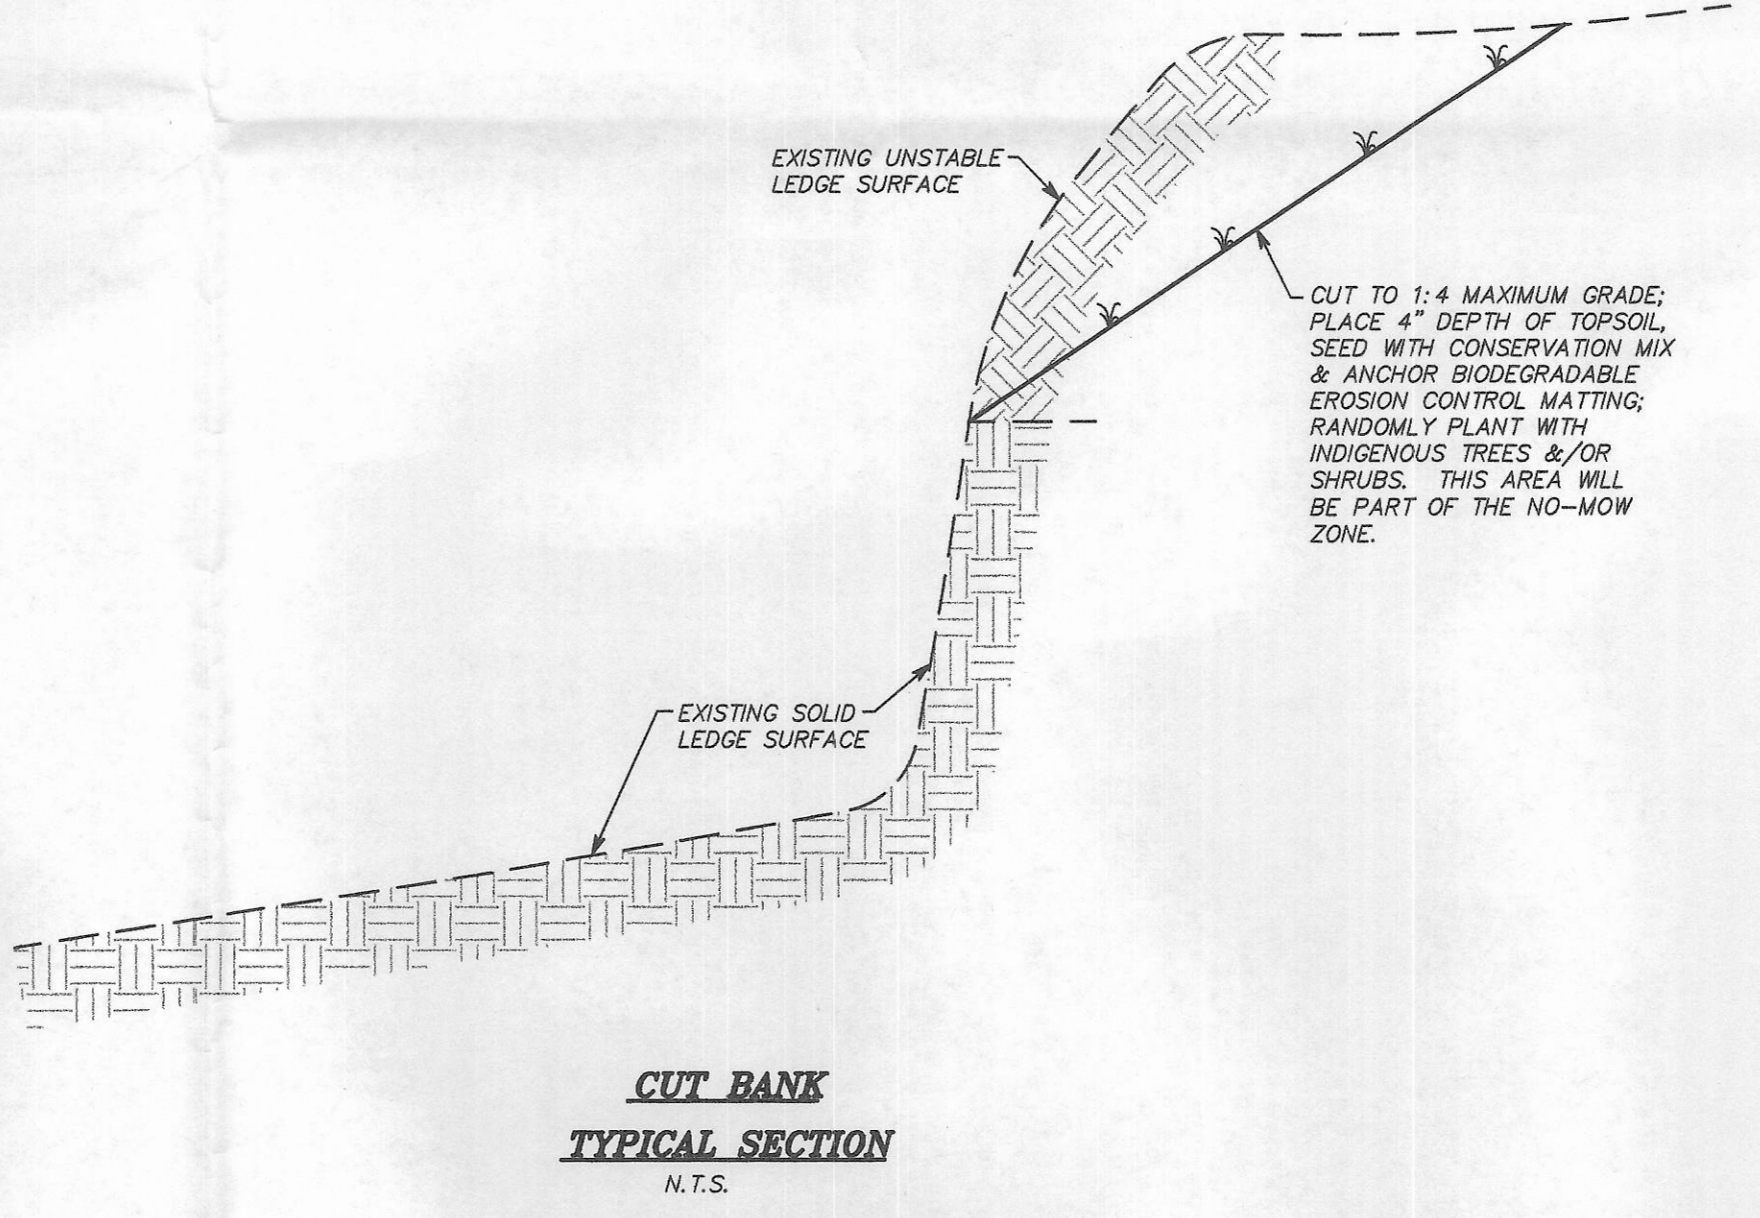 EXISTING UNSTABLE
LEDGE SURFACE
CUT TO 1:4 MAXIMUM GRADE;
PLACE 4" DEPTH OF TOPSOIL,
SEED WITH CONSERVATION MIX
& ANCHOR BIODEGRADABLE
EROSION CONTROL MATTING;
RANDOMLY PLANT WITH
INDIGENOUS TREES &/OR
SHRUBS. THIS AREA WILL
BE PART OF THE NO-MOW
ZONE.
EXISTING SOLID
LEDGE SURFACE
CUT BANK
TYPICAL SECTION
N.T.S.